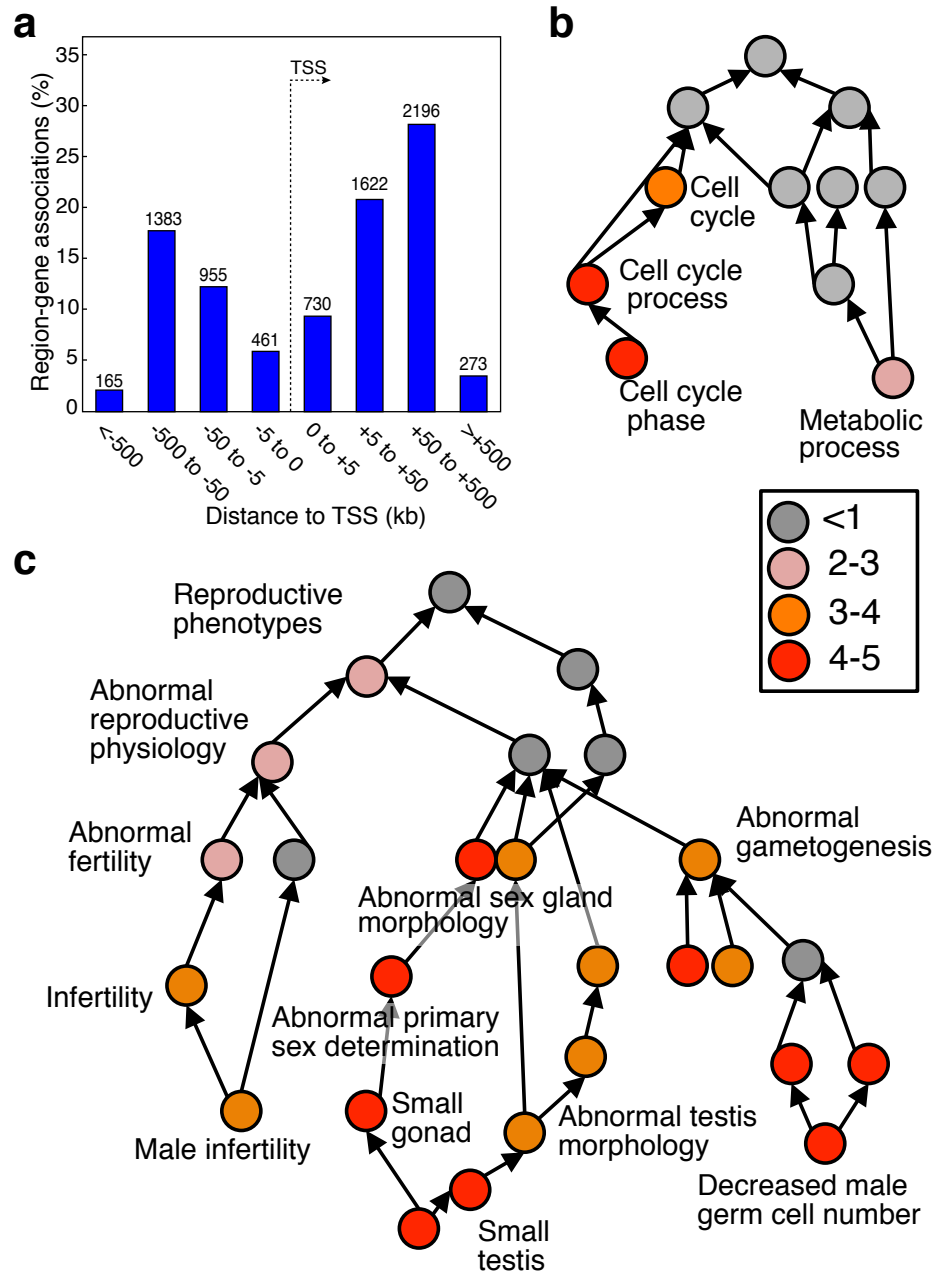 a
Region-gene associations (%)
35
30
25
20
15
10
5
0
TSS
165
1383
955
461
730
1622
2196
273
<-500
-500 to -50
-50 to -5
-5 to 0
0 to +5
+5 to +50
+50 to +500
>+500
Distance to TSS (kb)
b
Cell
cycle
Cell cycle
process
Cell cycle
phase
Metabolic
process
<1
2-3
3-4
4-5
c
Reproductive
phenotypes
Abnormal
reproductive
physiology
Abnormal
fertility
Infertility
Male infertility
Abnormal sex gland
morphology
Abnormal primary
sex determination
Small
gonad
Small
testis
Abnormal testis
morphology
Abnormal
gametogenesis
Decreased male
germ cell number